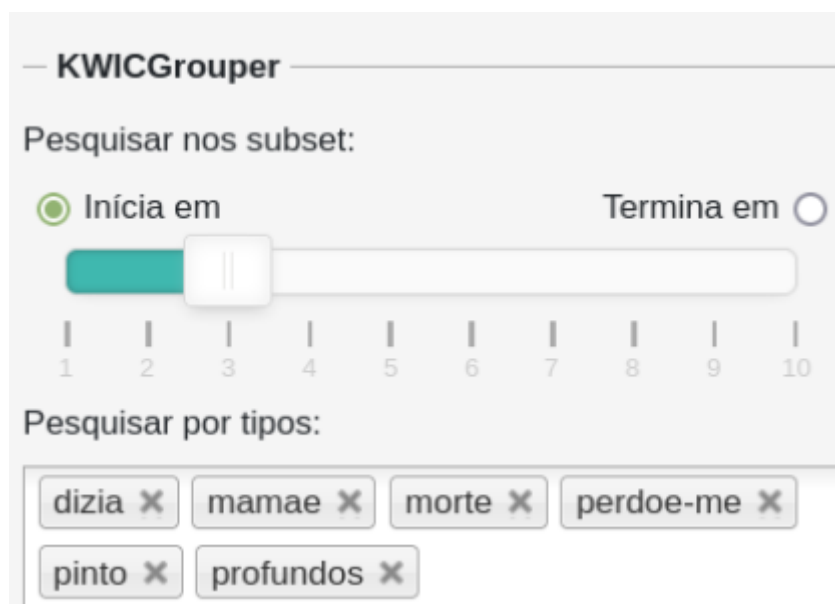 KWICGrouper
Pesquisar nos subset:
Inícia em Termina em
1 2 3 4 5 6 7 8 9 10
Pesquisar por tipos:
dizia mamae morte perdoe-me
pinto profundos